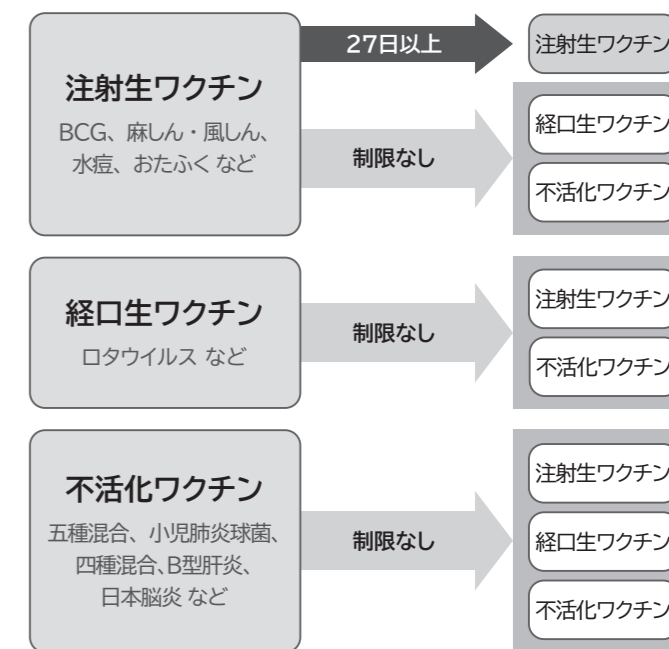 注射生ワクチン
BCG、麻しん・風しん、
水痘、おたふく など
27日以上
注射生ワクチン
制限なし
経口生ワクチン
不活化ワクチン
経口生ワクチン
ロタウイルス など
制限なし
注射生ワクチン
不活化ワクチン
不活化ワクチン
五種混合、小児肺炎球菌、
四種混合、B型肝炎、
日本脳炎 など
制限なし
注射生ワクチン
経口生ワクチン
不活化ワクチン